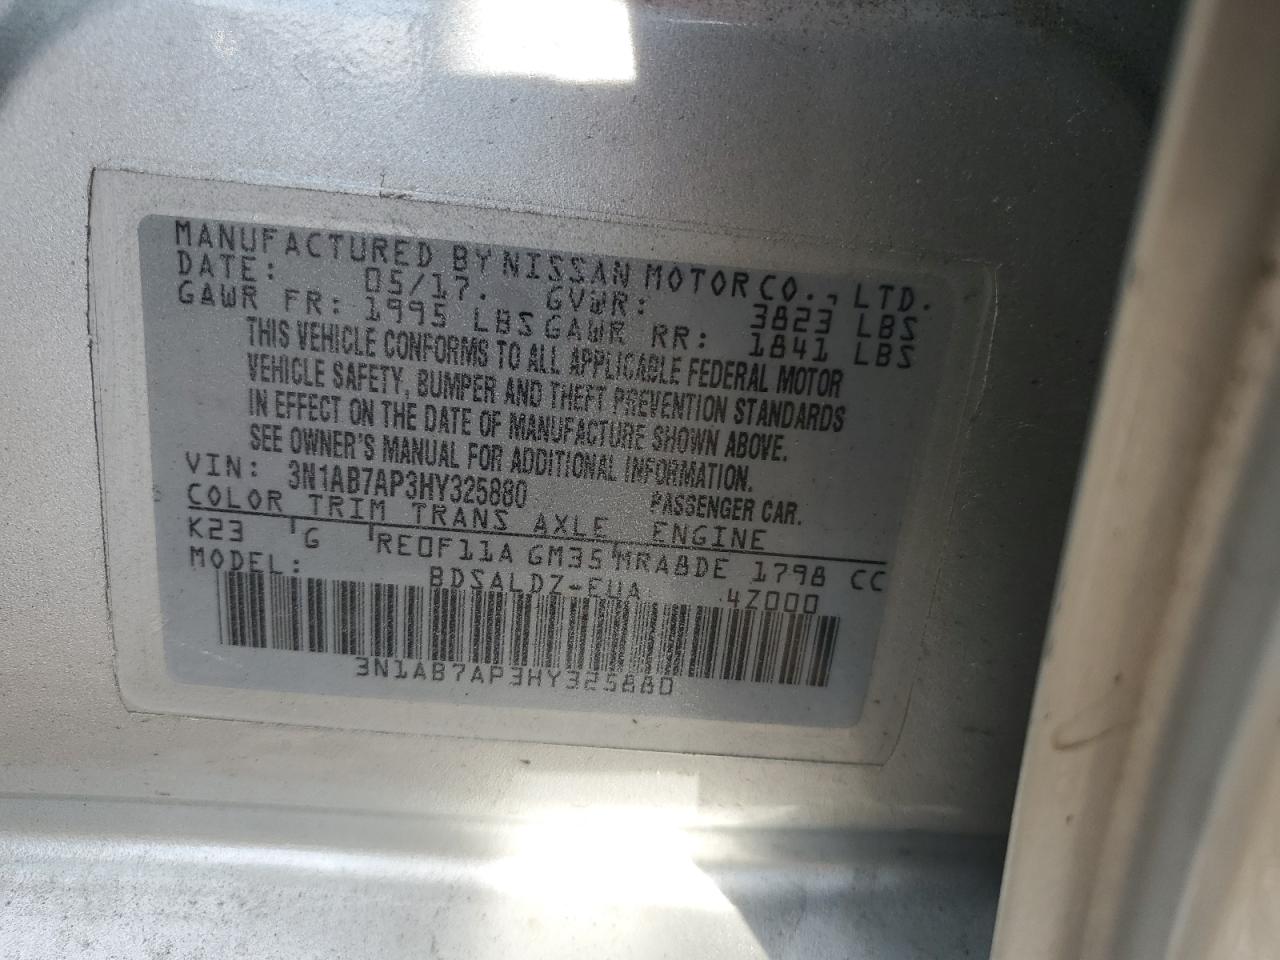 MANUFACTURED BY NISSAN MOTOR CO., LTD.
DATE: 05/17. GVWR: 3823 LBS
GAWR FR: 1995 LBS GAWR RR: 1841 LBS
THIS VEHICLE CONFORMS TO ALL APPLICABLE FEDERAL MOTOR
VEHICLE SAFETY, BUMPER AND THEFT PREVENTION STANDARDS
IN EFFECT ON THE DATE OF MANUFACTURE SHOWN ABOVE.
SEE OWNER'S MANUAL FOR ADDITIONAL INFORMATION.
VIN: 3N1AB7AP3HY325880 PASSENGER CAR.
COLOR TRIM TRANS AXLE ENGINE
K23 G RE0F11A GM35 MRA8DE 1798 CC
MODEL: BDSALDZ-EUA 4Z000
3N1AB7AP3HY325880